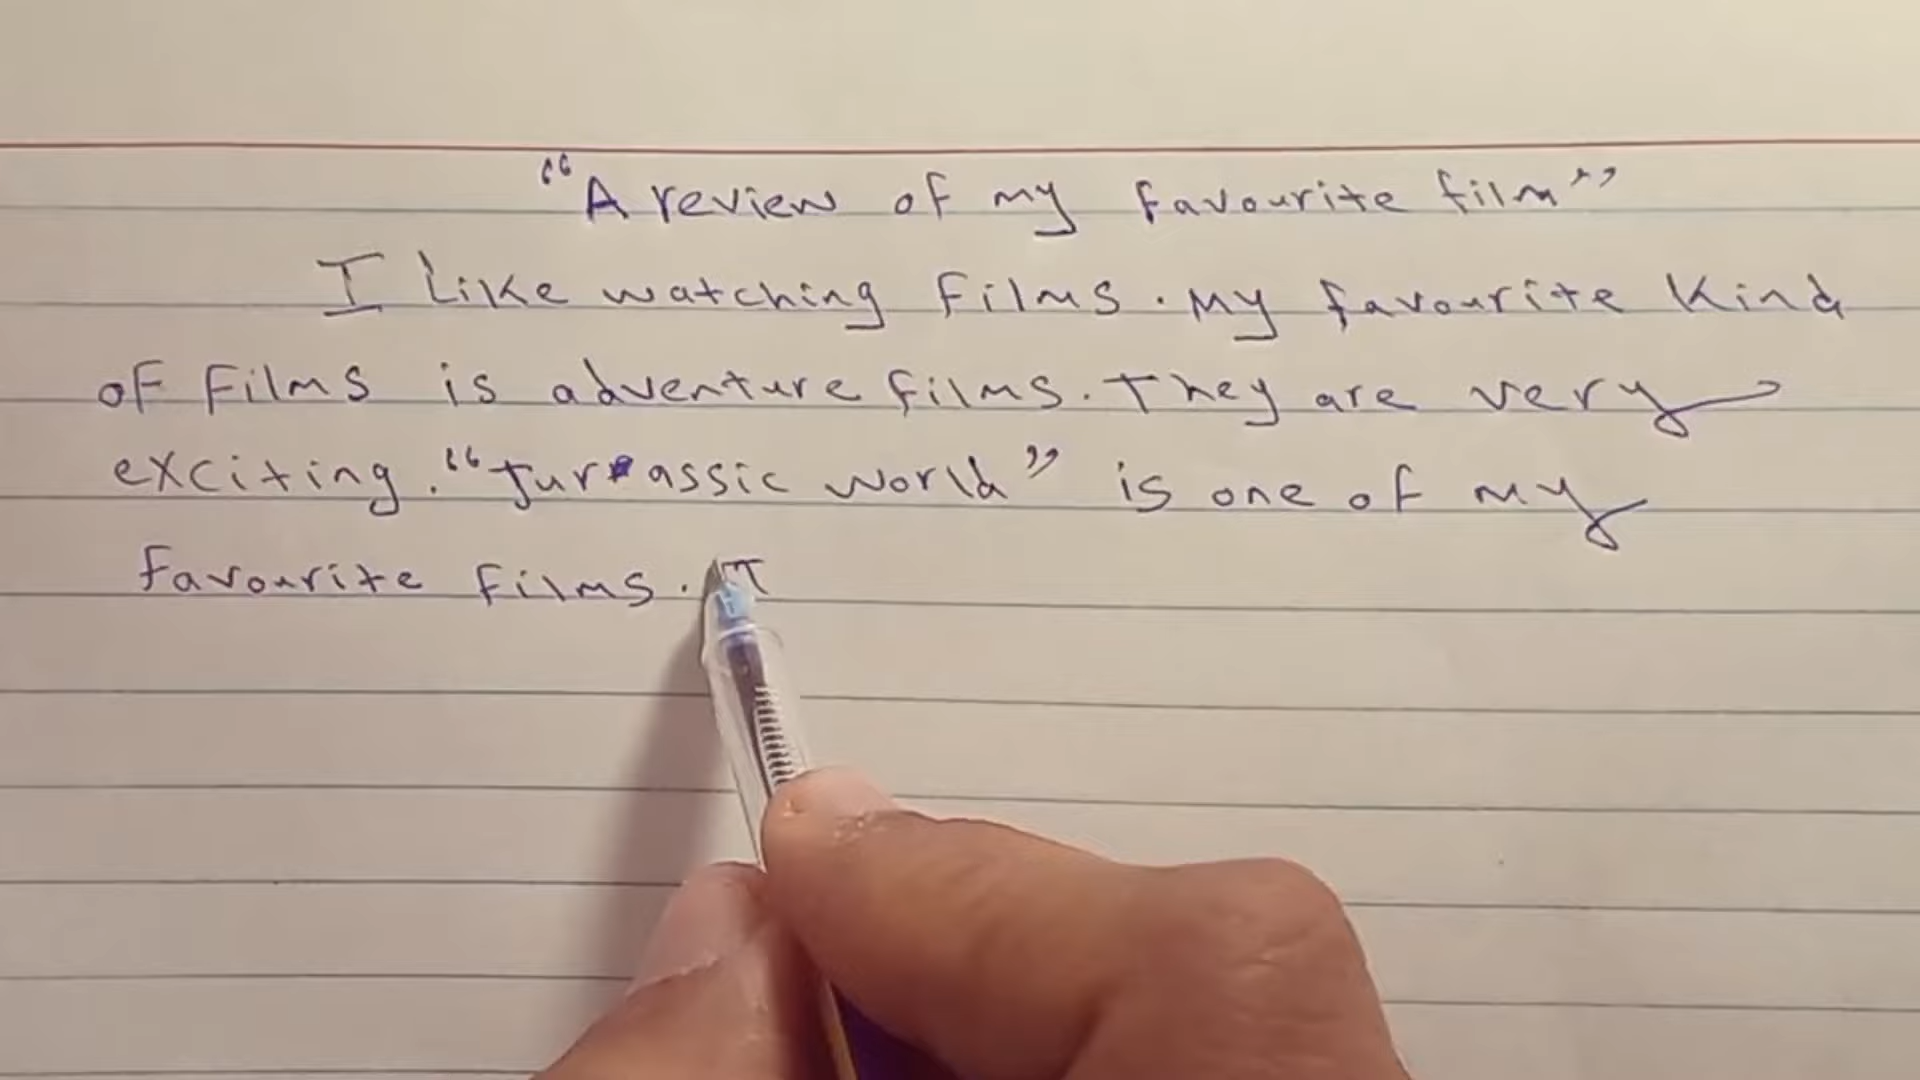 “A review of my favourite film”
I like watching films. My favourite kind
of films is adventure films. They are very
exciting. “Jurassic world” is one of my
favourite films.